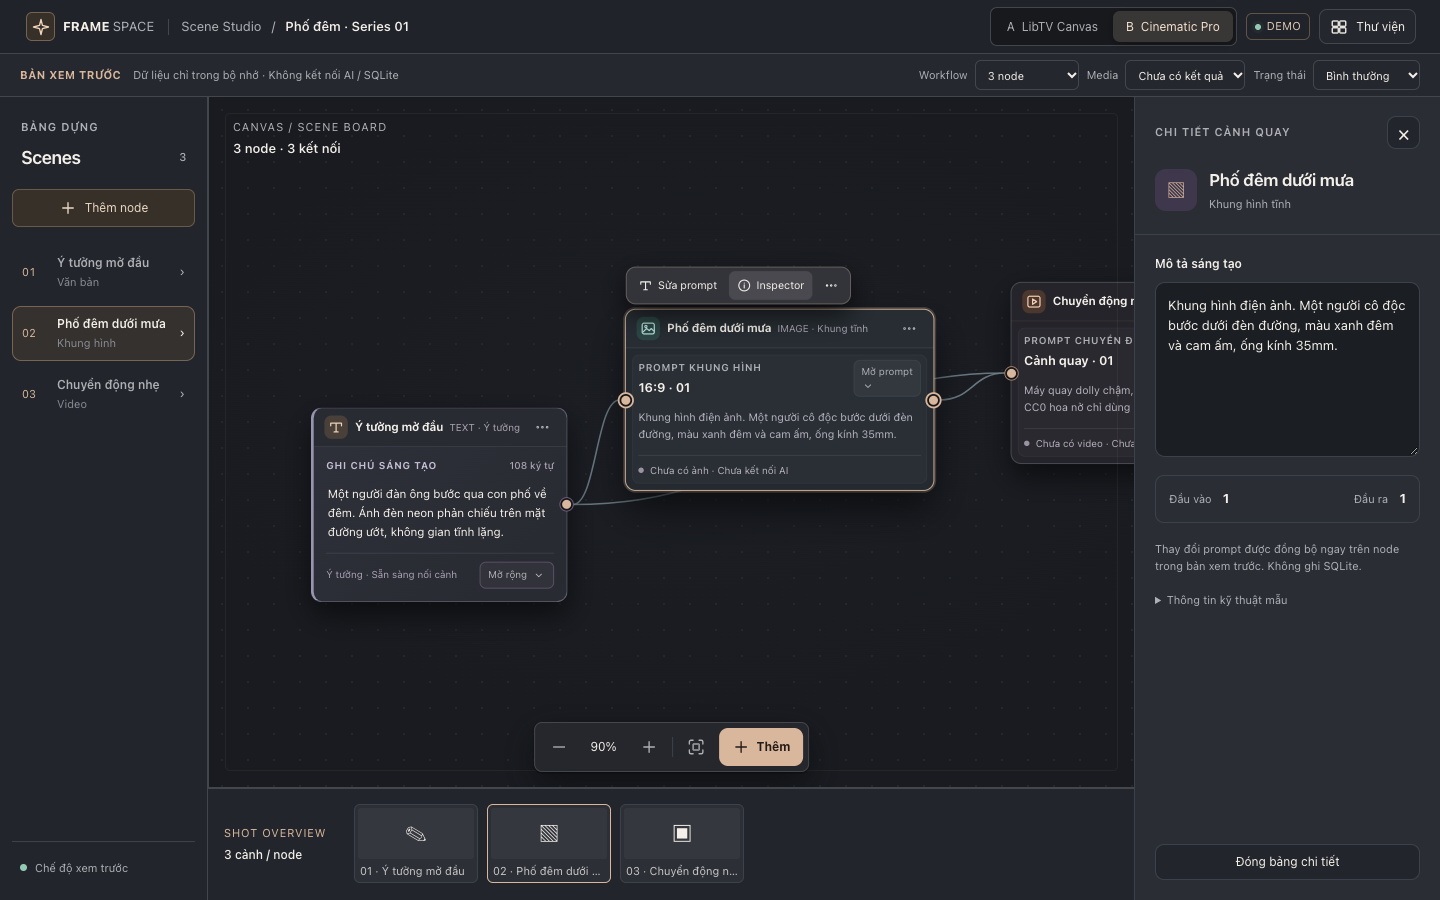 FRAME SPACE
Scene Studio / Phố đêm · Series 01
A LibTV Canvas
B Cinematic Pro
DEMO
Thư viện
BẢN XEM TRƯỚC
Dữ liệu chỉ trong bộ nhớ · Không kết nối AI / SQLite
Workflow
3 node
Media
Chưa có kết quả
Trạng thái
Bình thường
BẢNG DỰNG
Scenes
3
Thêm node
01
Ý tưởng mở đầu
Văn bản
02
Phố đêm dưới mưa
Khung hình
03
Chuyển động nhẹ
Video
Chế độ xem trước
CANVAS / SCENE BOARD
3 node · 3 kết nối
Ý tưởng mở đầu TEXT · Ý tưởng
GHI CHÚ SÁNG TẠO
108 ký tự
Một người đàn ông bước qua con phố về
đêm. Ánh đèn neon phản chiếu trên mặt
đường ướt, không gian tĩnh lặng.
Ý tưởng · Sẵn sàng nối cảnh
Mở rộng
Sửa prompt
Inspector
Phố đêm dưới mưa IMAGE · Khung tĩnh
PROMPT KHUNG HÌNH
16:9 · 01
Mở prompt
Khung hình điện ảnh. Một người cô độc bước dưới đèn
đường, màu xanh đêm và cam ấm, ống kính 35mm.
Chưa có ảnh · Chưa kết nối AI
Chuyển động
PROMPT CHUYỂN Đ
Cảnh quay · 01
Máy quay dolly chậm,
CC0 hoa nở chỉ dùng
Chưa có video · Chưa
90%
Thêm
SHOT OVERVIEW
3 cảnh / node
01 · Ý tưởng mở đầu
02 · Phố đêm dưới ...
03 · Chuyển động n...
CHI TIẾT CẢNH QUAY
Phố đêm dưới mưa
Khung hình tĩnh
Mô tả sáng tạo
Khung hình điện ảnh. Một người cô độc
bước dưới đèn đường, màu xanh đêm
và cam ấm, ống kính 35mm.
Đầu vào 1
Đầu ra 1
Thay đổi prompt được đồng bộ ngay trên node
trong bản xem trước. Không ghi SQLite.
Thông tin kỹ thuật mẫu
Đóng bảng chi tiết